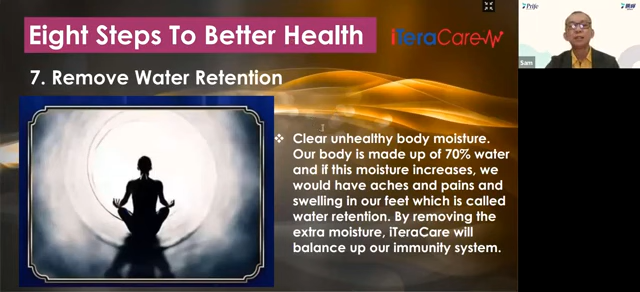 Eight Steps To Better Health
iTeraCare
7. Remove Water Retention
Clear unhealthy body moisture.
Our body is made up of 70% water
and if this moisture increases, we
would have aches and pains and
swelling in our feet which is called
water retention. By removing the
extra moisture, iTeraCare will
balance up our immunity system.
Prife
Sam